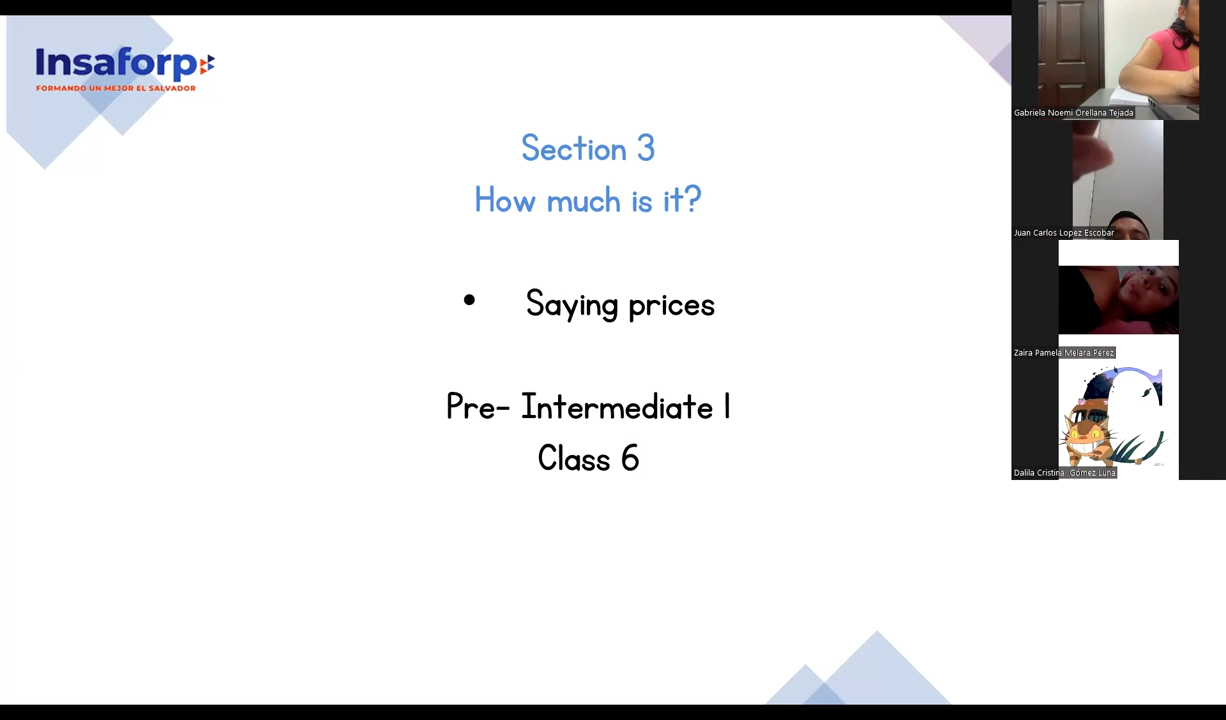 Insaforp
FORMANDO UN MEJOR EL SALVADOR
Section 3
How much is it?
• Saying prices
Pre- Intermediate I
Class 6
Gabriela Noemi Orellana Tejada
Juan Carlos Lopez Escobar
Zaira Pamela Melara Perez
Dalila Cristina Gómez Luna